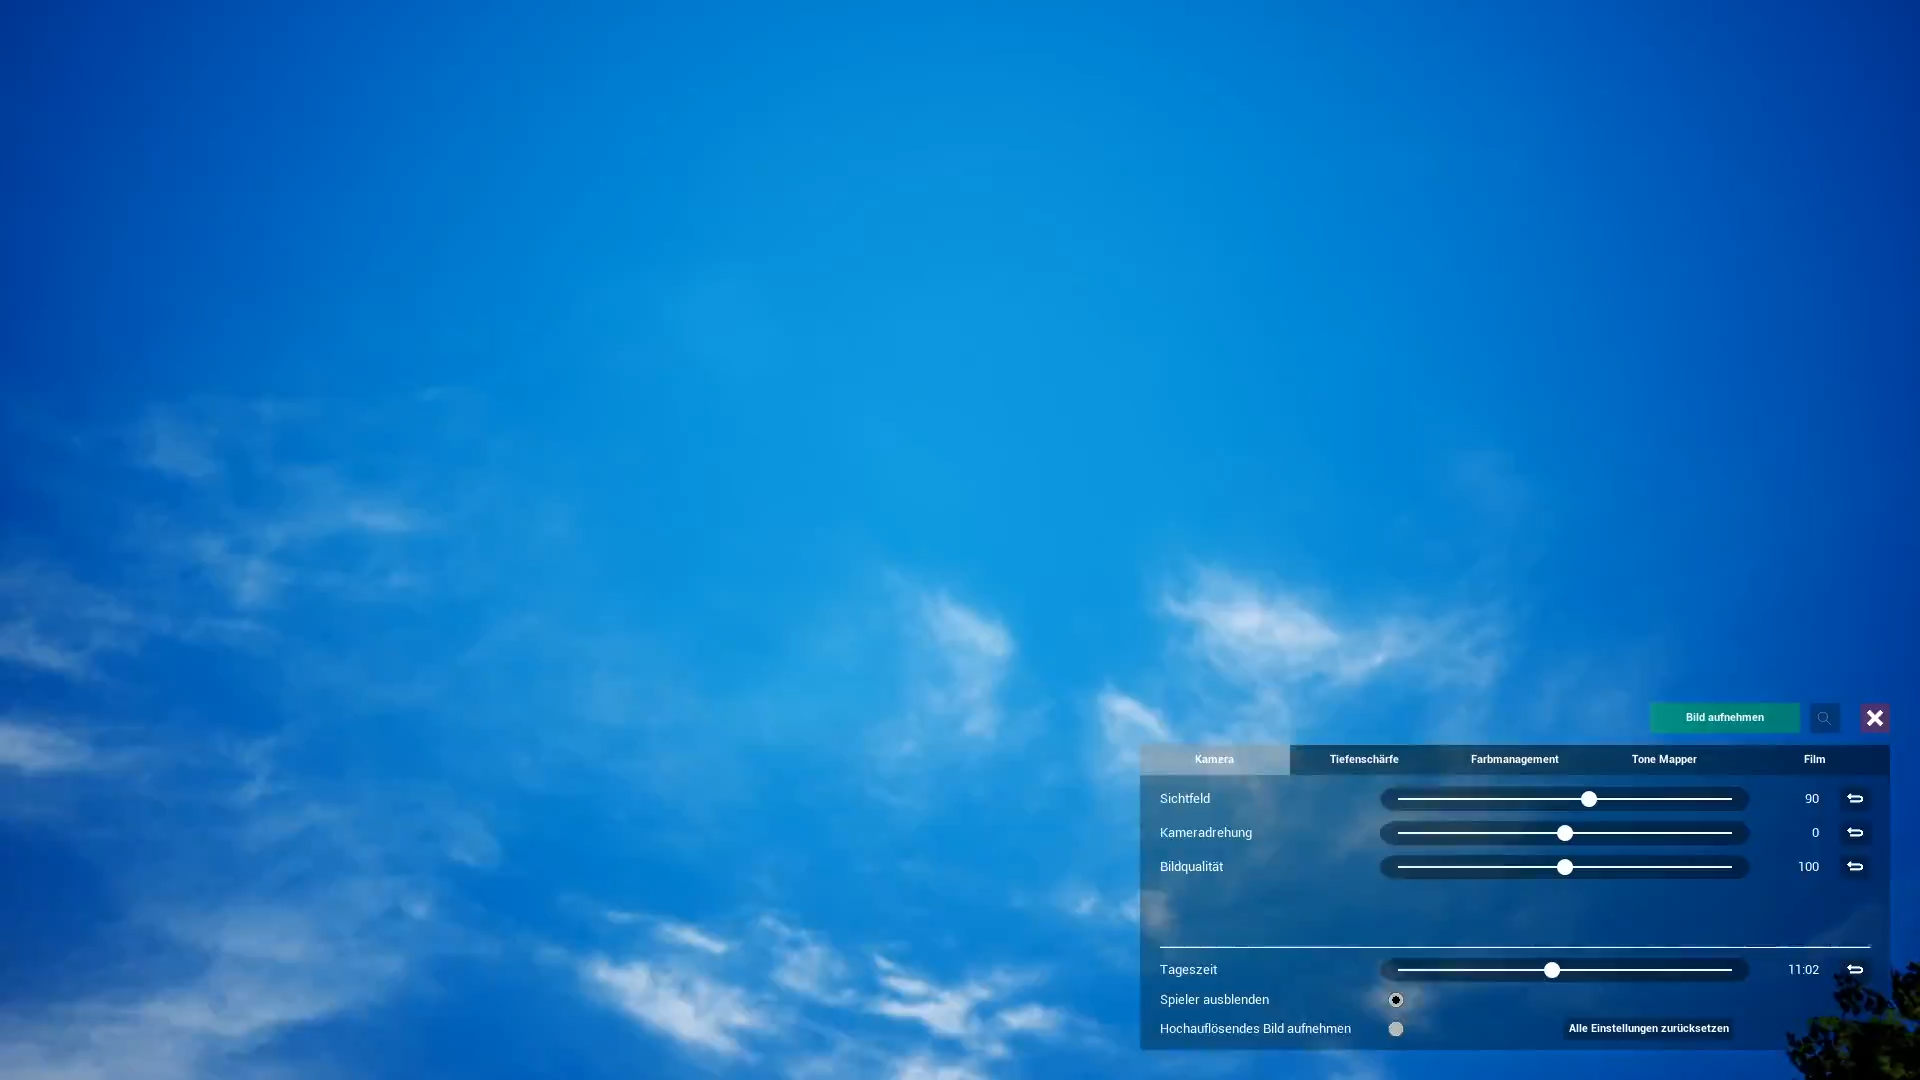 Bild aufnehmen
Kamera Tiefenschärfe Farbmanagement Tone Mapper Film
Sichtfeld 90
Kameradrehung 0
Bildqualität 100
Tageszeit 11:02
Spieler ausblenden
Hochauflösendes Bild aufnehmen Alle Einstellungen zurücksetzen